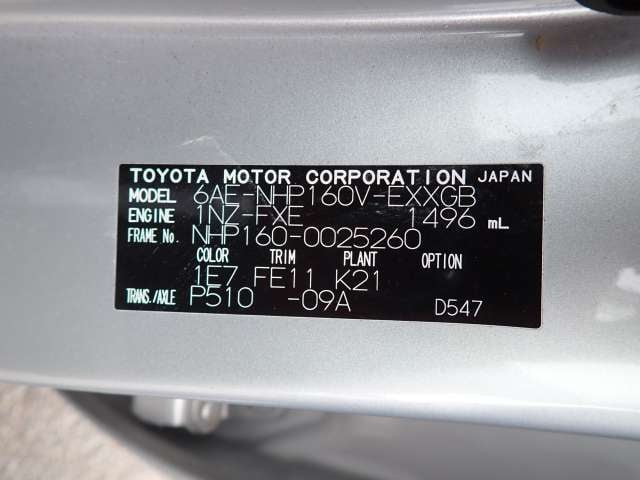 TOYOTA MOTOR CORPORATION JAPAN
MODEL 6AE-NHP160V-EXXGB
ENGINE 1NZ-FXE 1496 mL
FRAME No. NHP160-0025260
COLOR TRIM PLANT OPTION
1E7 FE11 K21
TRANS./AXLE P510 -09A D547